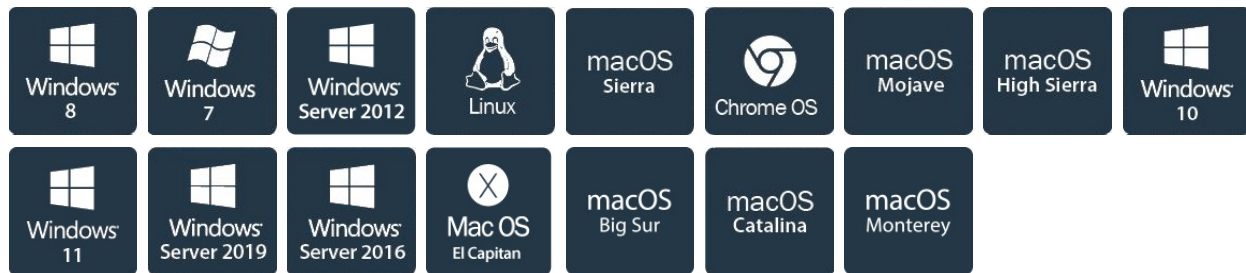 Windows
8
Windows
7
Windows
Server 2012
Linux
macOS
Sierra
Chrome OS
macOS
Mojave
macOS
High Sierra
Windows
10
Windows
11
Windows
Server 2019
Windows
Server 2016
X
Mac OS
El Capitan
macOS
Big Sur
macOS
Catalina
macOS
Monterey